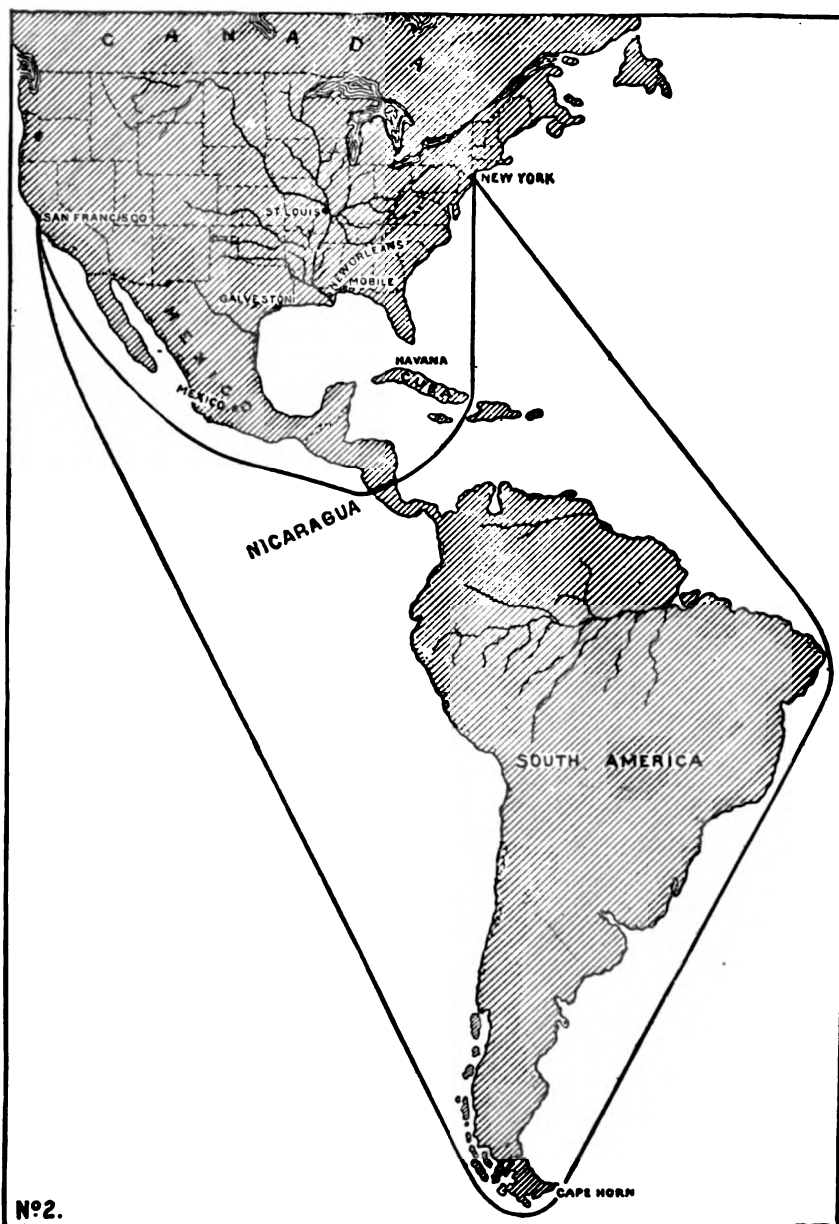 CANADA
NEW YORK
SAN FRANCISCO
ST LOUIS
NEW ORLEANS
MOBILE
GALVESTON
MEXICO
MEXICO
HAVANA
CUBA
NICARAGUA
SOUTH AMERICA
CAPE HORN
Nº2.